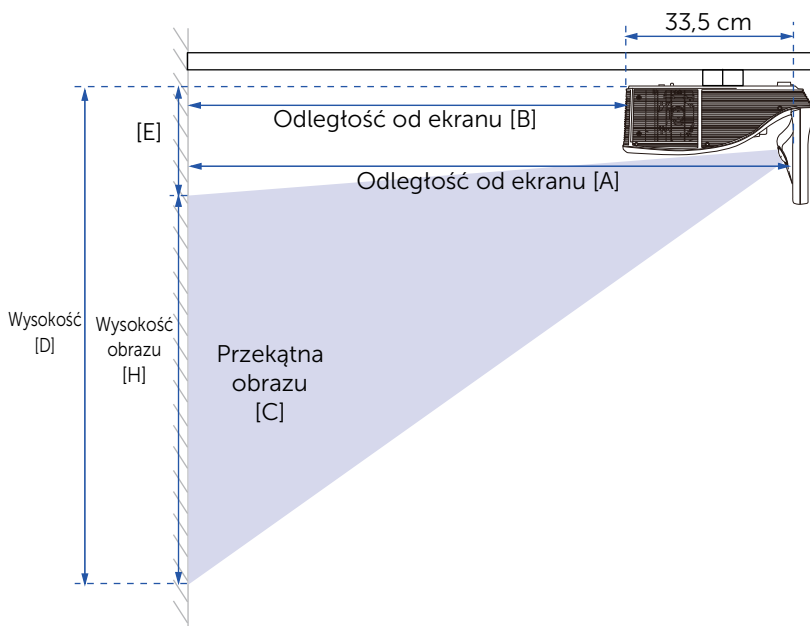 33,5 cm
Odległość od ekranu [B]
[E]
Odległość od ekranu [A]
Wysokość
[D]
Wysokość
obrazu
[H]
Przekątna
obrazu
[C]